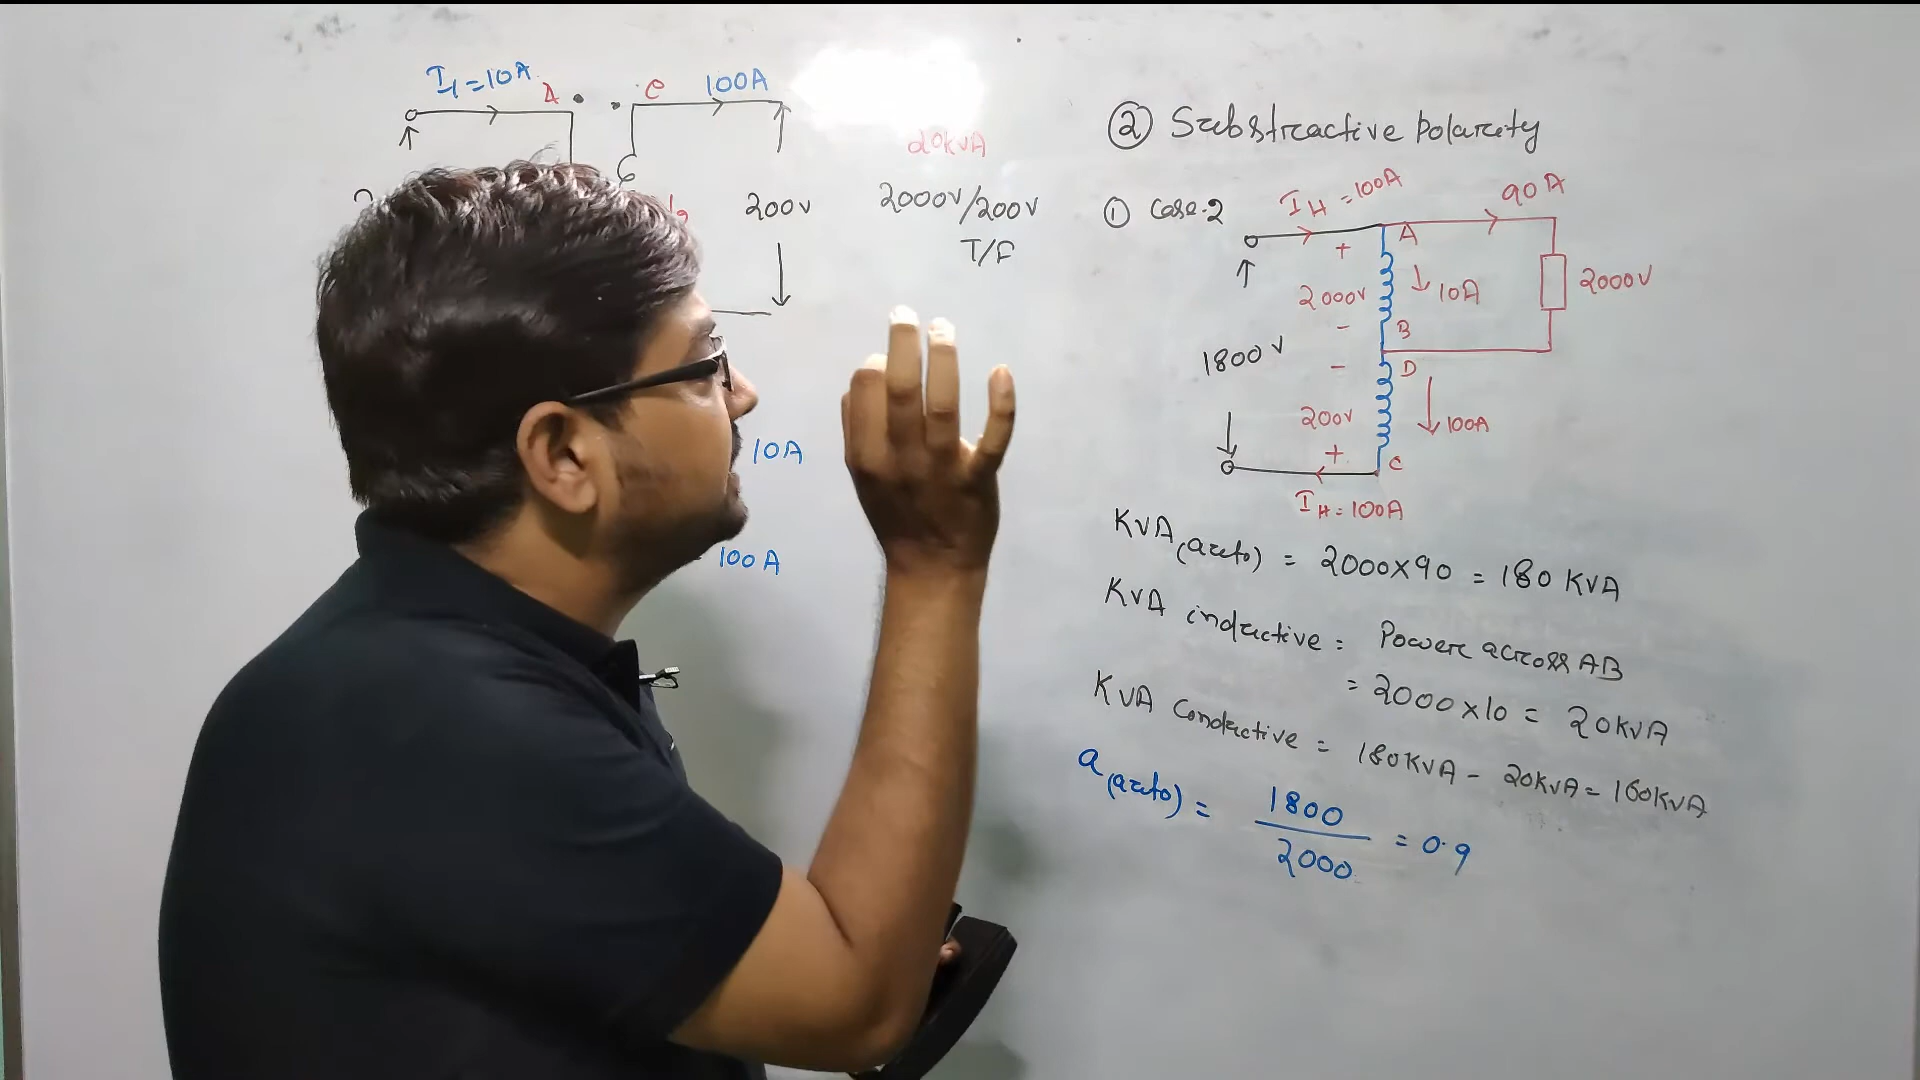 I1=10A
A
C
100A
20KVA
200V
2000V/200V
T/F
10A
100A
② Substractive Polarity
① Case-2
IH=100A
90A
+
A
2000V
10A
2000V
-
B
1800V
-
D
200V
100A
+
C
IH=100A
KVA(auto) = 2000×90 = 180 KVA
KVA inductive = Power across AB
= 2000×10 = 20KVA
KVA Conductive = 180KVA - 20KVA = 160KVA
a(auto) = 1800/2000 = 0.9